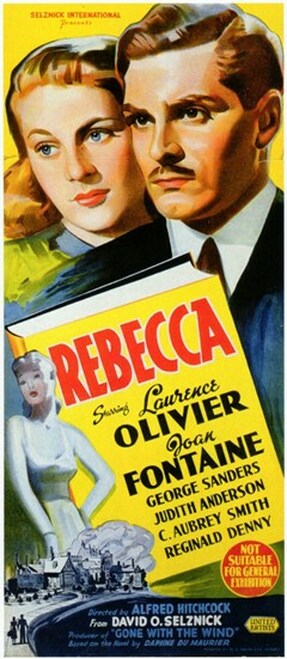 SELZNICK INTERNATIONAL
Presents
REBECCA
Starring Laurence
OLIVIER
Joan
FONTAINE
GEORGE SANDERS
JUDITH ANDERSON
C. AUBREY SMITH
REGINALD DENNY
NOT
SUITABLE
FOR GENERAL
EXHIBITION
Directed by ALFRED HITCHCOCK
From DAVID O. SELZNICK
Producer of "GONE WITH THE WIND"
Based on the Novel by DAPHNE DU MAURIER
UNITED
ARTISTS